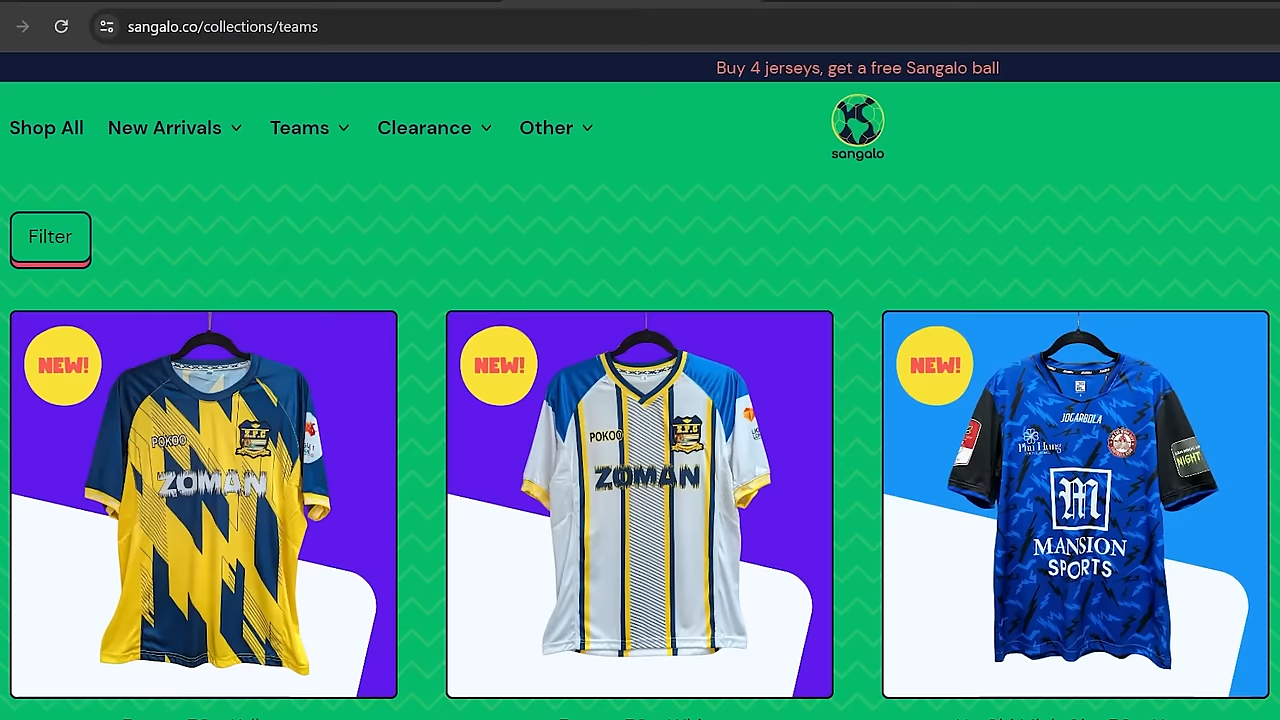 sangalo.co/collections/teams
Buy 4 jerseys, get a free Sangalo ball
Shop All New Arrivals Teams Clearance Other
sangalo
Filter
NEW!
POKOO
ZOMAN
NEW!
POKOO
Z.F.C
ZOMAN
NEW!
JOGARBOLA
Phu Hung
NIGHT
M
MANSION
SPORTS